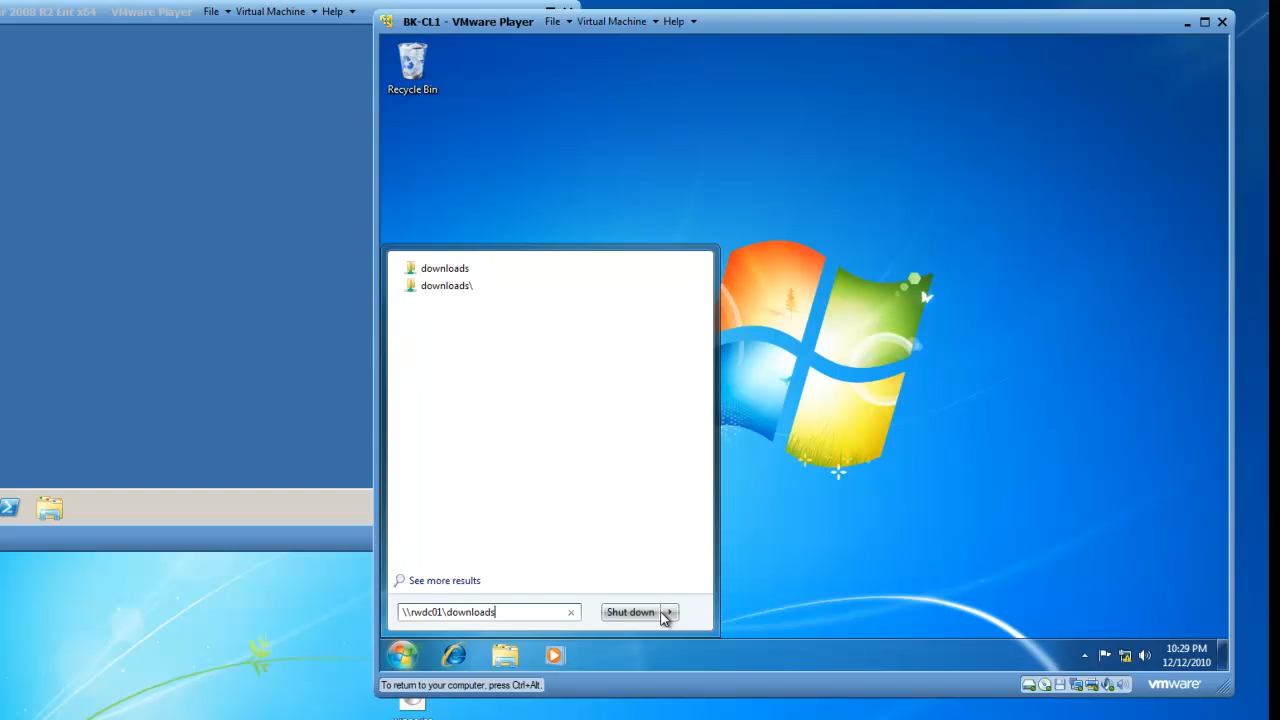 ar 2008 R2 Ent x64 - VMware Player File Virtual Machine Help
BK-CL1 - VMware Player File Virtual Machine Help
Recycle Bin
downloads
downloads\
See more results
\\rwdc01\downloads
Shut down
10:29 PM
12/12/2010
To return to your computer, press Ctrl+Alt.
vmware